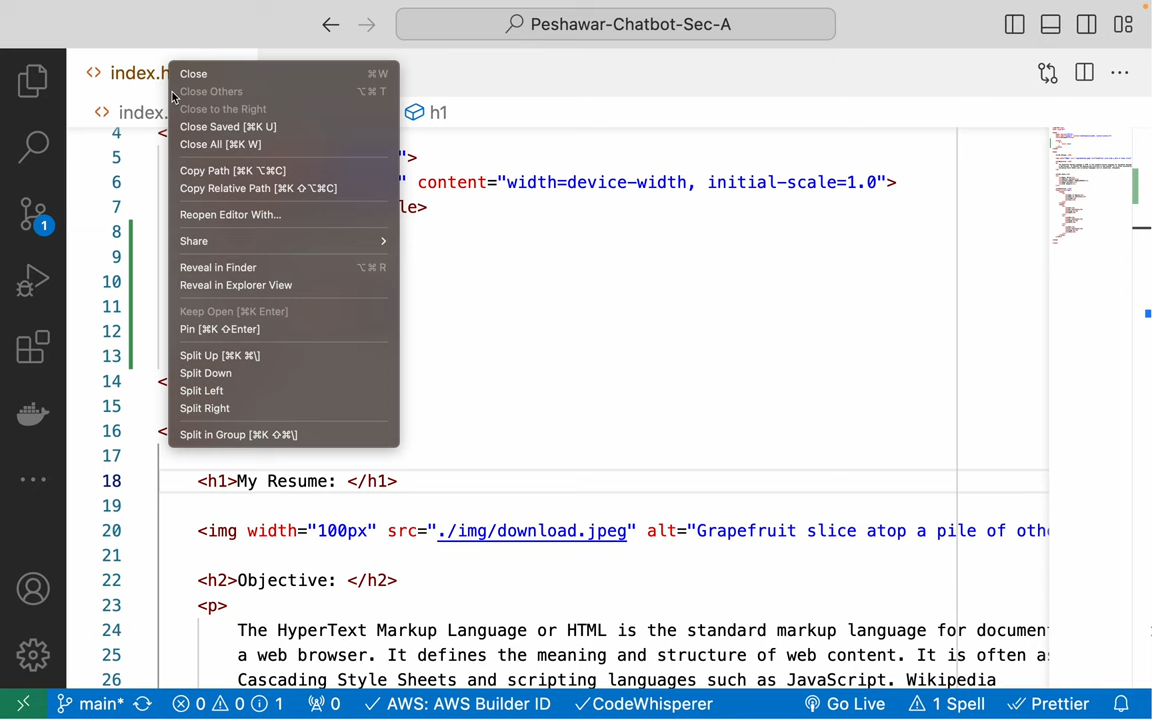 Peshawar-Chatbot-Sec-A
index.h
index.
h1
Close ⌘W
Close Others ⌥⌘T
Close to the Right
Close Saved [⌘K U]
Close All [⌘K W]
Copy Path [⌘K ⌥⌘C]
Copy Relative Path [⌘K ⇧⌥⌘C]
Reopen Editor With...
Share
Reveal in Finder ⌥⌘R
Reveal in Explorer View
Keep Open [⌘K Enter]
Pin [⌘K ⇧Enter]
Split Up [⌘K ⌘\]
Split Down
Split Left
Split Right
Split in Group [⌘K ⇧⌘\]
1
4 <
5 ">
6 " content="width=device-width, initial-scale=1.0">
7 le>
8
9
10
11
12
13
14 <
15
16 <
17
18 <h1>My Resume: </h1>
19
20 <img width="100px" src="./img/download.jpeg" alt="Grapefruit slice atop a pile of oth
21
22 <h2>Objective: </h2>
23 <p>
24 The HyperText Markup Language or HTML is the standard markup language for documen
25 a web browser. It defines the meaning and structure of web content. It is often a
26 Cascading Style Sheets and scripting languages such as JavaScript. Wikipedia
main* 0 0 1 0 AWS: AWS Builder ID CodeWhisperer Go Live 1 Spell Prettier